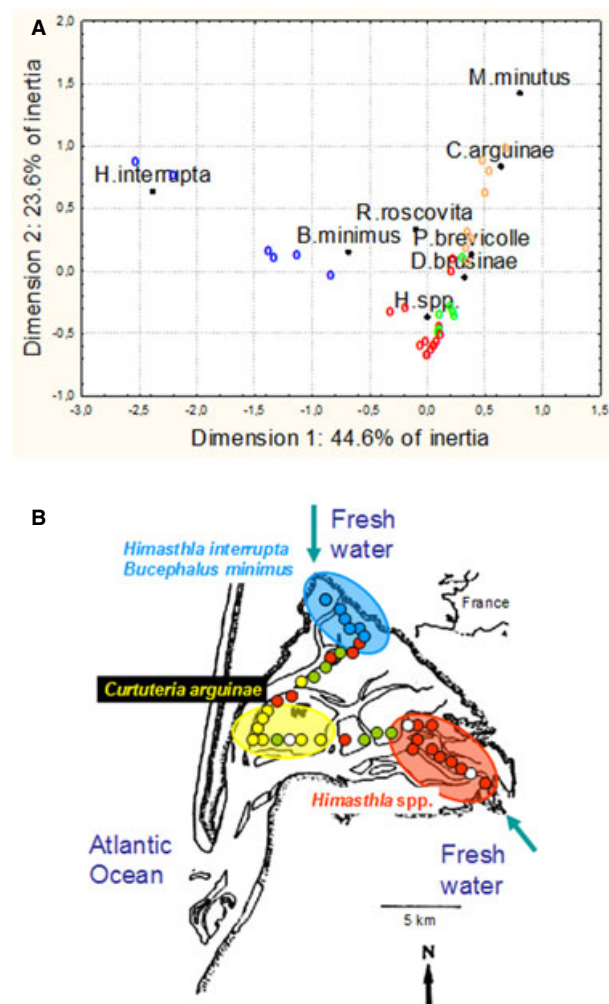 A
2,0
1,5
1,0
0,5
0,0
-0,5
-1,0
Dimension 2: 23.6% of inertia
M.minutus
C.arguinae
H.interrupta
R.roscovita
B.minimus
P.brevicolle
D.brusinae
H.spp.
-3,0 -2,5 -2,0 -1,5 -1,0 -0,5 0,0 0,5 1,0 1,5
Dimension 1: 44.6% of inertia
B
Fresh
water
Himasthla interrupta
Bucephalus minimus
France
Curtuteria arguinae
Himasthla spp.
Atlantic
Ocean
Fresh
water
5 km
N